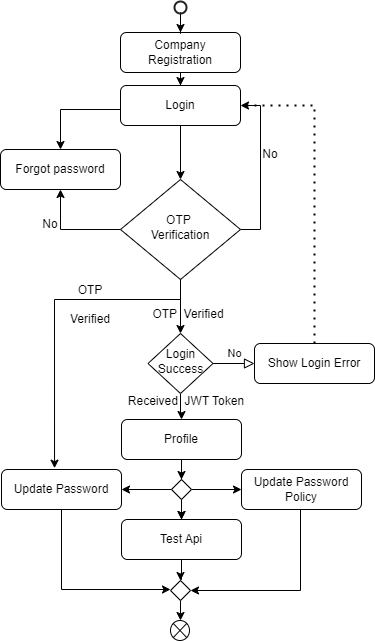 Company
Registration
Login
Forgot password
No
No
OTP
Verification
OTP
Verified
OTP Verified
Login
Success
No
Show Login Error
Received JWT Token
Profile
Update Password
Update Password
Policy
Test Api